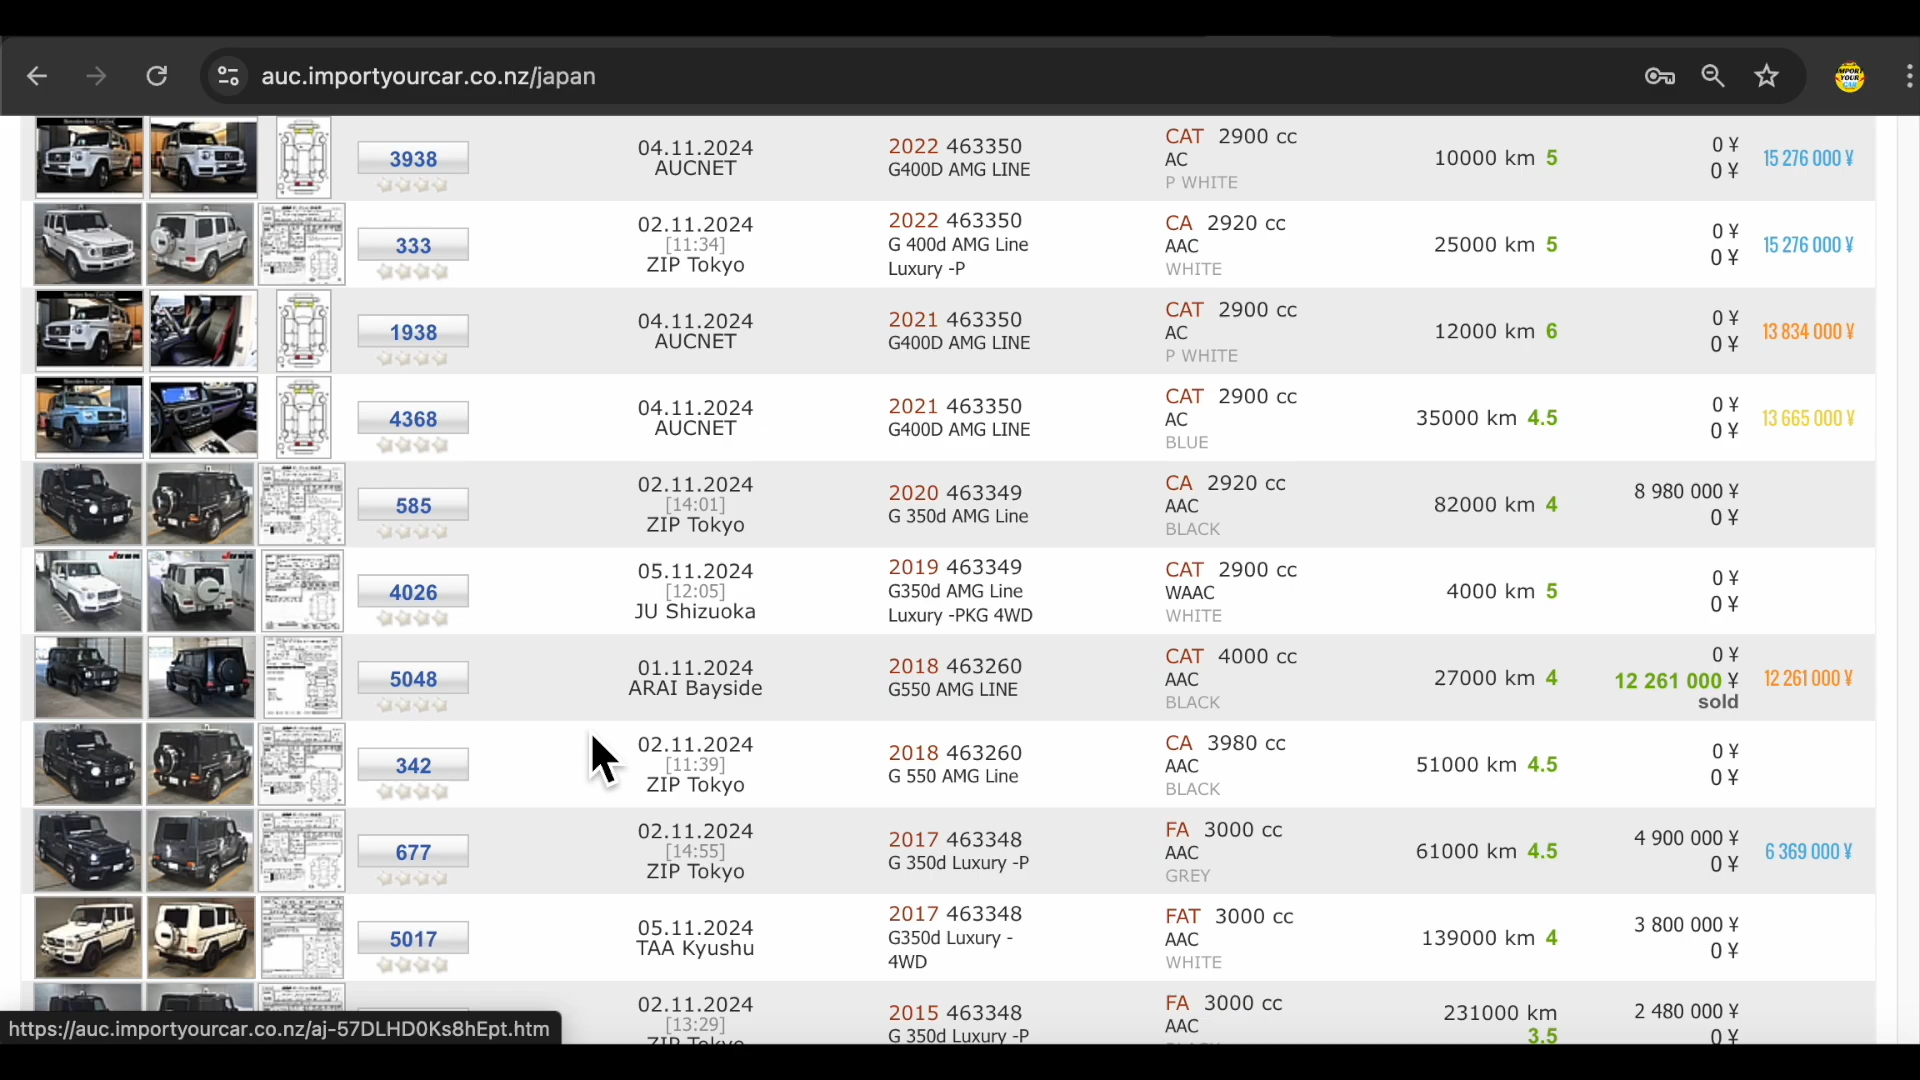 auc.importyourcar.co.nz/japan
3938
04.11.2024
AUCNET
2022 463350
G400D AMG LINE
CAT 2900 cc
AC
P WHITE
10000 km 5
0 ¥
0 ¥
15 276 000 ¥
333
02.11.2024
[11:34]
ZIP Tokyo
2022 463350
G 400d AMG Line
Luxury -P
CA 2920 cc
AAC
WHITE
25000 km 5
0 ¥
0 ¥
15 276 000 ¥
1938
04.11.2024
AUCNET
2021 463350
G400D AMG LINE
CAT 2900 cc
AC
P WHITE
12000 km 6
0 ¥
0 ¥
13 834 000 ¥
4368
04.11.2024
AUCNET
2021 463350
G400D AMG LINE
CAT 2900 cc
AC
BLUE
35000 km 4.5
0 ¥
0 ¥
13 665 000 ¥
585
02.11.2024
[14:01]
ZIP Tokyo
2020 463349
G 350d AMG Line
CA 2920 cc
AAC
BLACK
82000 km 4
8 980 000 ¥
0 ¥
4026
05.11.2024
[12:05]
JU Shizuoka
2019 463349
G350d AMG Line
Luxury -PKG 4WD
CAT 2900 cc
WAAC
WHITE
4000 km 5
0 ¥
0 ¥
5048
01.11.2024
ARAI Bayside
2018 463260
G550 AMG LINE
CAT 4000 cc
AAC
BLACK
27000 km 4
0 ¥
12 261 000 ¥
sold
12 261 000 ¥
342
02.11.2024
[11:39]
ZIP Tokyo
2018 463260
G 550 AMG Line
CA 3980 cc
AAC
BLACK
51000 km 4.5
0 ¥
0 ¥
677
02.11.2024
[14:55]
ZIP Tokyo
2017 463348
G 350d Luxury -P
FA 3000 cc
AAC
GREY
61000 km 4.5
4 900 000 ¥
0 ¥
6 369 000 ¥
5017
05.11.2024
TAA Kyushu
2017 463348
G350d Luxury -
4WD
FAT 3000 cc
AAC
WHITE
139000 km 4
3 800 000 ¥
0 ¥
02.11.2024
[13:29]
ZIP Tokyo
2015 463348
G 350d Luxury -P
FA 3000 cc
AAC
231000 km
3.5
2 480 000 ¥
0 ¥
https://auc.importyourcar.co.nz/aj-57DLHD0Ks8hEpt.htm